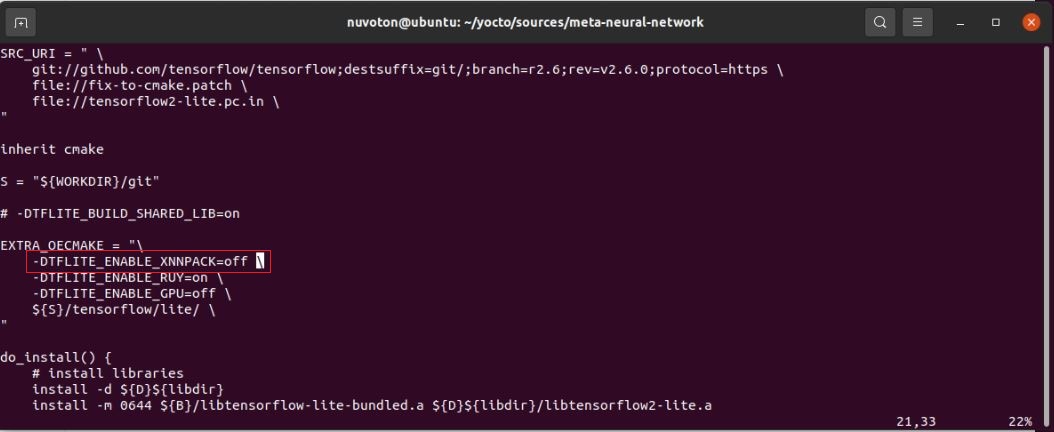 nuvoton@ubuntu: ~/yocto/sources/meta-neural-network
SRC_URI = " \
    git://github.com/tensorflow/tensorflow;destsuffix=git/;branch=r2.6;rev=v2.6.0;protocol=https \
    file://fix-to-cmake.patch \
    file://tensorflow2-lite.pc.in \
"
inherit cmake
S = "${WORKDIR}/git"
# -DTFLITE_BUILD_SHARED_LIB=on
EXTRA_OECMAKE = "\
    -DTFLITE_ENABLE_XNNPACK=off \
    -DTFLITE_ENABLE_RUY=on \
    -DTFLITE_ENABLE_GPU=off \
    ${S}/tensorflow/lite/ \
"
do_install() {
    # install libraries
    install -d ${D}${libdir}
    install -m 0644 ${B}/libtensorflow-lite-bundled.a ${D}${libdir}/libtensorflow2-lite.a
21,33 22%